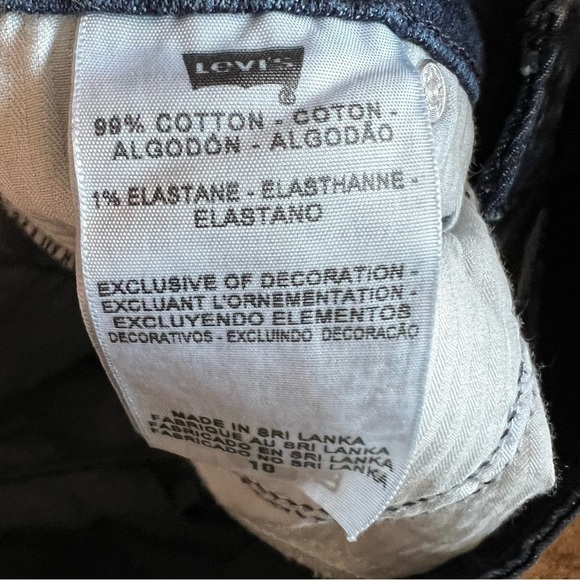 Levi's
®
99% COTTON - COTON -
ALGODÓN - ALGODÃO
1% ELASTANE - ELASTHANNE -
ELASTANO
EXCLUSIVE OF DECORATION -
EXCLUANT L'ORNEMENTATION -
EXCLUYENDO ELEMENTOS
DECORATIVOS - EXCLUINDO DECORAÇÃO
MADE IN SRI LANKA
FABRIQUE AU SRI LANKA
FABRICADO EN SRI LANKA
FABRICADO NO SRI LANKA
10